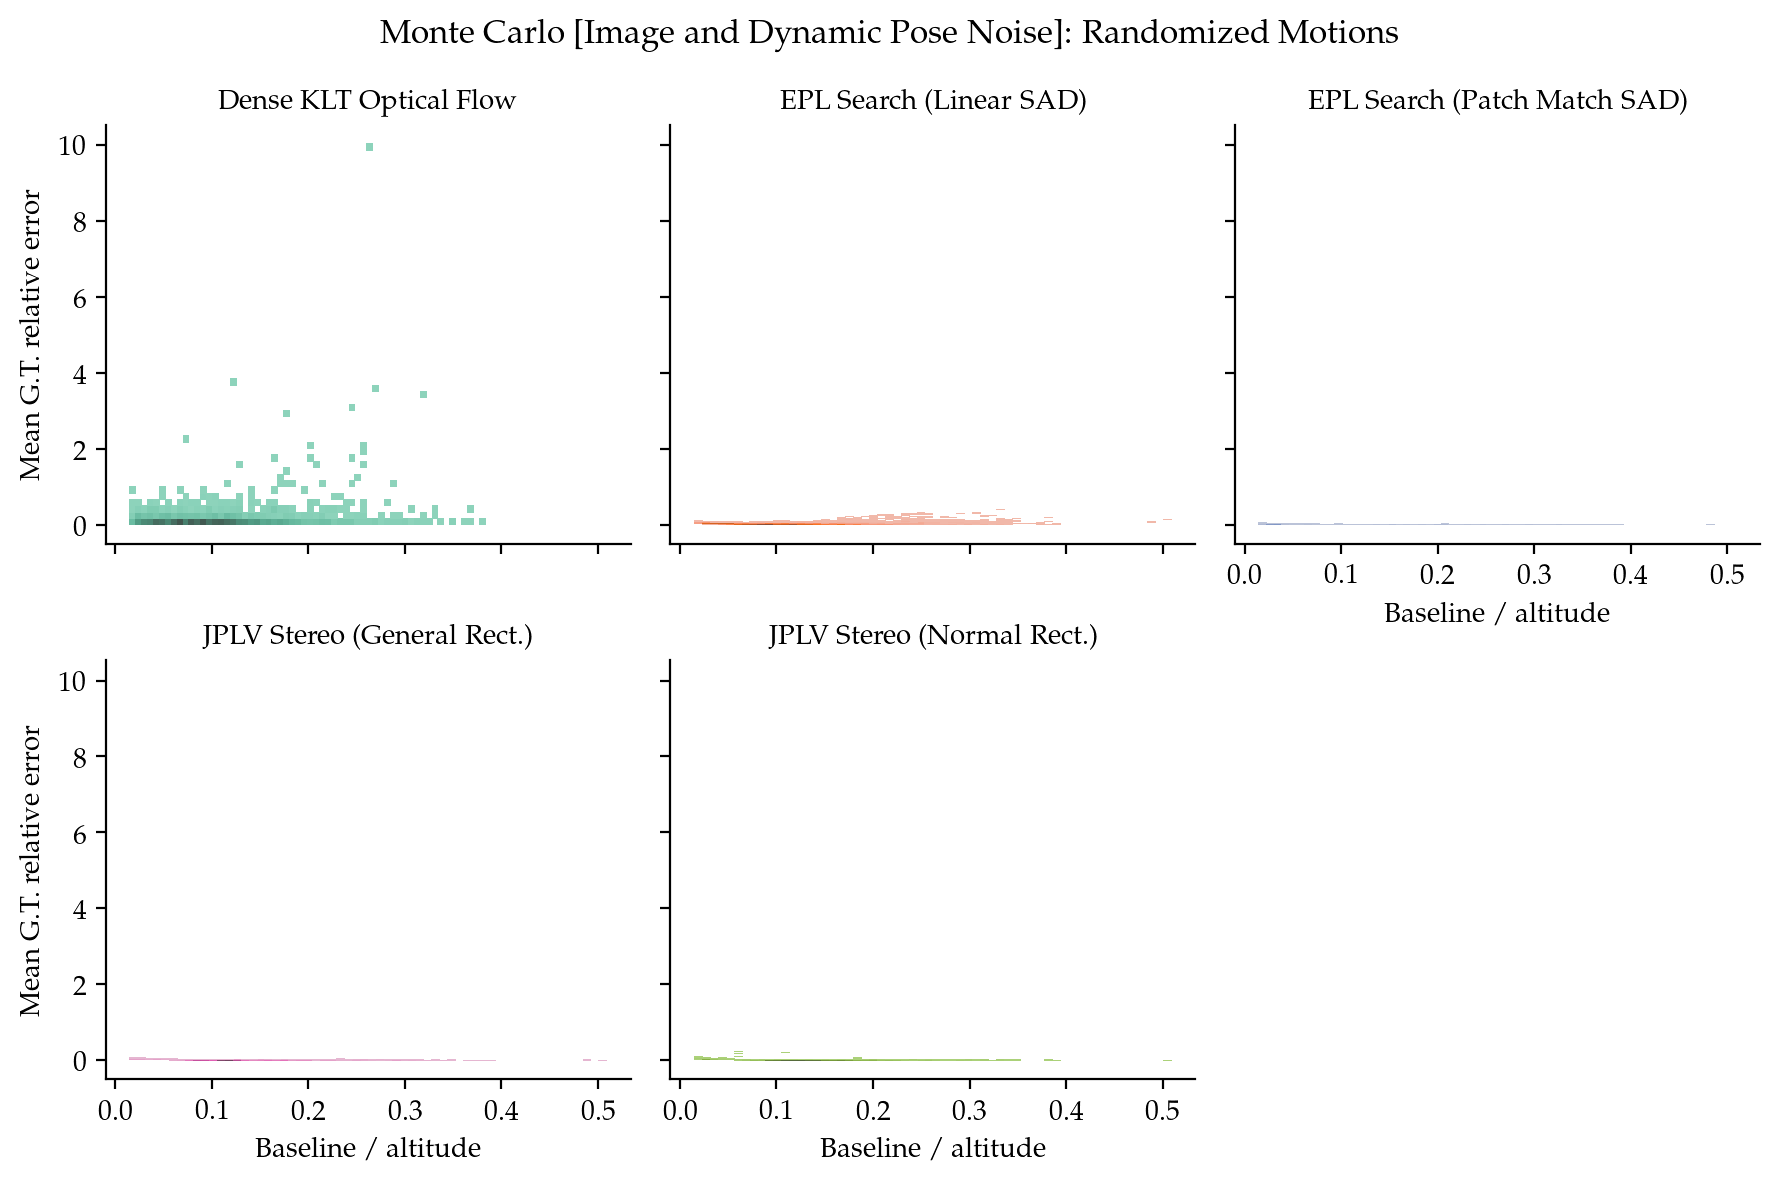 Monte Carlo [Image and Dynamic Pose Noise]: Randomized Motions
Dense KLT Optical Flow
EPL Search (Linear SAD)
EPL Search (Patch Match SAD)
Mean G.T. relative error
10
8
6
4
2
0
0.0 0.1 0.2 0.3 0.4 0.5
Baseline / altitude
JPLV Stereo (General Rect.)
JPLV Stereo (Normal Rect.)
Mean G.T. relative error
10
8
6
4
2
0
0.0 0.1 0.2 0.3 0.4 0.5
Baseline / altitude
0.0 0.1 0.2 0.3 0.4 0.5
Baseline / altitude